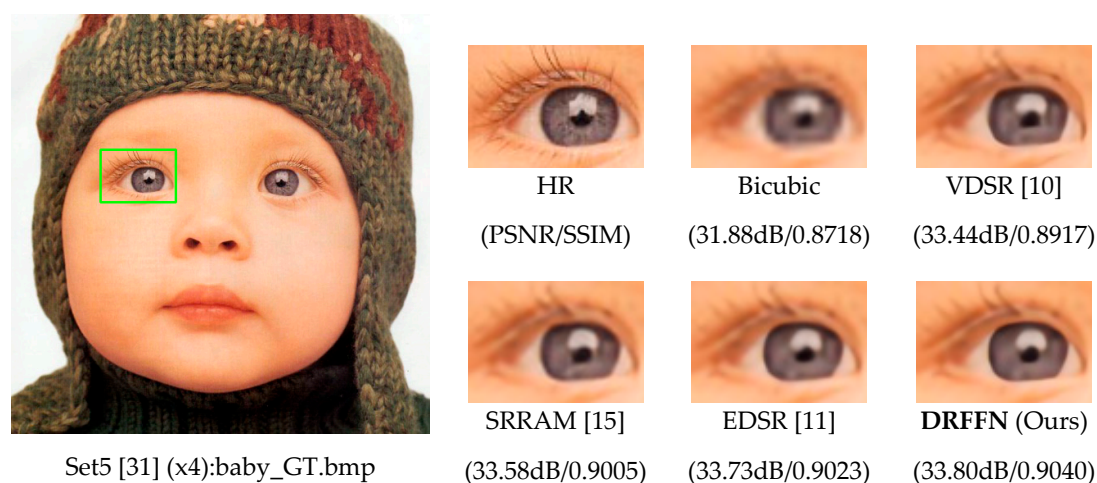 HR
Bicubic
VDSR [10]
(PSNR/SSIM)
(31.88dB/0.8718)
(33.44dB/0.8917)
SRRAM [15]
EDSR [11]
DRFFN (Ours)
Set5 [31] (x4):baby_GT.bmp
(33.58dB/0.9005)
(33.73dB/0.9023)
(33.80dB/0.9040)